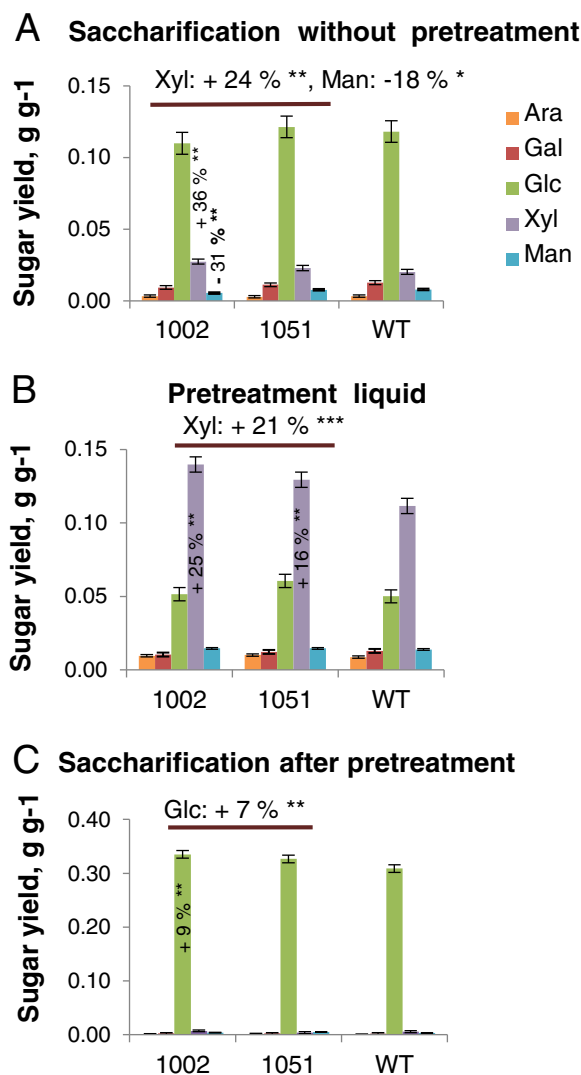 A Saccharification without pretreatment
Xyl: + 24 % **, Man: -18 % *
Sugar yield, g g-1
0.15
0.10
0.05
0.00
+ 36 % **
- 31 % **
1002 1051 WT
Ara
Gal
Glc
Xyl
Man
B Pretreatment liquid
Xyl: + 21 % ***
Sugar yield, g g-1
0.15
0.10
0.05
0.00
+ 25 % **
+ 16 % **
1002 1051 WT
C Saccharification after pretreatment
Glc: + 7 % **
Sugar yield, g g-1
0.40
0.30
0.20
0.10
0.00
+ 9 % **
1002 1051 WT